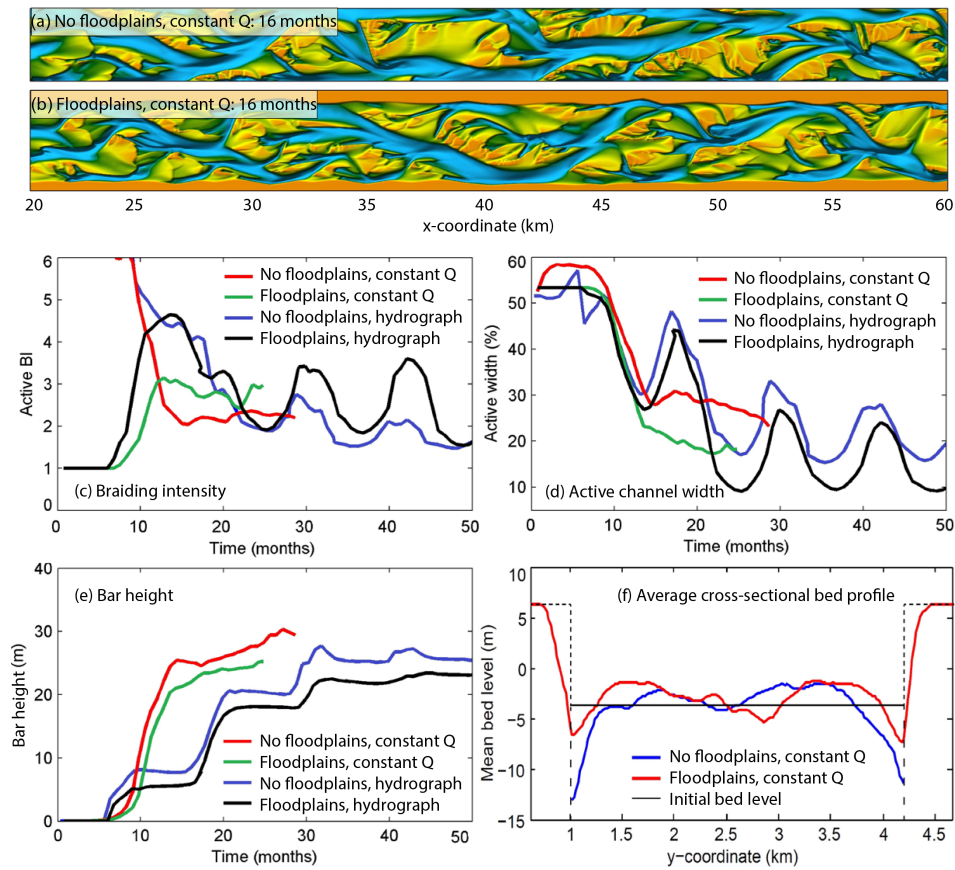 (a) No floodplains, constant Q: 16 months
(b) Floodplains, constant Q: 16 months
20 25 30 35 40 45 50 55 60
x-coordinate (km)
6
5
4
3
2
1
0
Active BI
No floodplains, constant Q
Floodplains, constant Q
No floodplains, hydrograph
Floodplains, hydrograph
(c) Braiding intensity
0 10 20 30 40 50
Time (months)
60
50
40
30
20
10
Active width (%)
No floodplains, constant Q
Floodplains, constant Q
No floodplains, hydrograph
Floodplains, hydrograph
(d) Active channel width
0 10 20 30 40 50
Time (months)
40
30
20
10
0
Bar height (m)
(e) Bar height
No floodplains, constant Q
Floodplains, constant Q
No floodplains, hydrograph
Floodplains, hydrograph
0 10 20 30 40 50
Time (months)
10
5
0
−5
−10
−15
Mean bed level (m)
(f) Average cross-sectional bed profile
No floodplains, constant Q
Floodplains, constant Q
Initial bed level
1 1.5 2 2.5 3 3.5 4 4.5
y−coordinate (km)